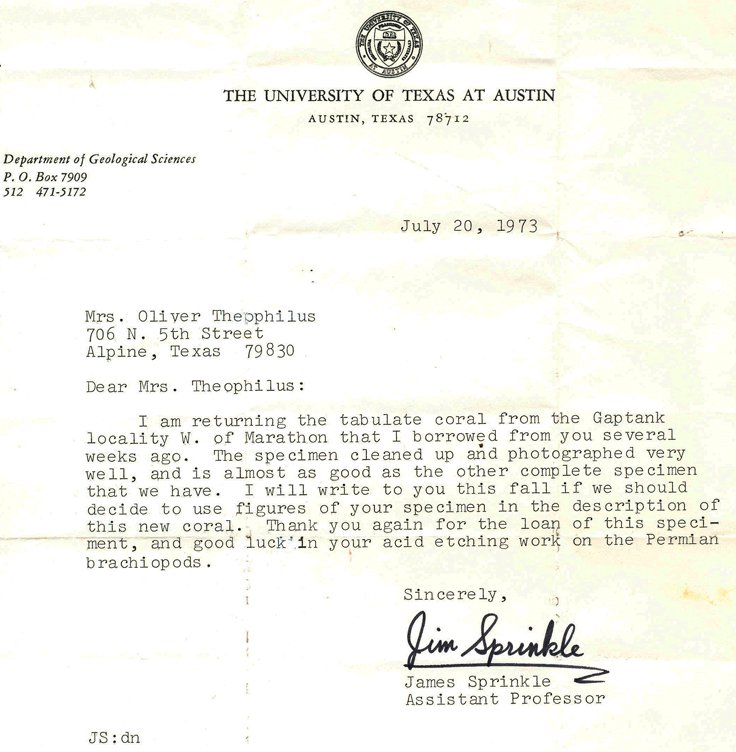 THE UNIVERSITY OF TEXAS
AT AUSTIN
THE UNIVERSITY OF TEXAS AT AUSTIN
AUSTIN, TEXAS 78712
Department of Geological Sciences
P. O. Box 7909
512 471-5172
July 20, 1973
Mrs. Oliver Theophilus
706 N. 5th Street
Alpine, Texas 79830
Dear Mrs. Theophilus:
I am returning the tabulate coral from the Gaptank
locality W. of Marathon that I borrowed from you several
weeks ago. The specimen cleaned up and photographed very
well, and is almost as good as the other complete specimen
that we have. I will write to you this fall if we should
decide to use figures of your specimen in the description of
this new coral. Thank you again for the loan of this speci-
ment, and good luck in your acid etching work on the Permian
brachiopods.
Sincerely,
Jim Sprinkle
James Sprinkle
Assistant Professor
JS:dn